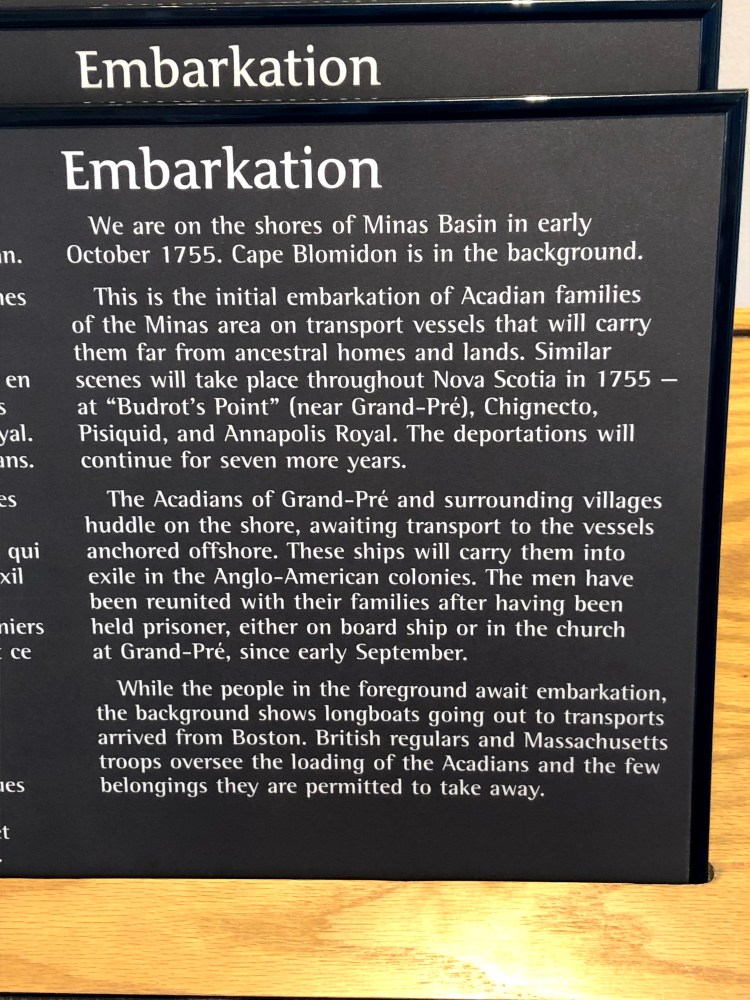 Embarkation
Embarkation
We are on the shores of Minas Basin in early
October 1755. Cape Blomidon is in the background.
This is the initial embarkation of Acadian families
of the Minas area on transport vessels that will carry
them far from ancestral homes and lands. Similar
scenes will take place throughout Nova Scotia in 1755 –
at “Budrot’s Point” (near Grand-Pré), Chignecto,
Pisiquid, and Annapolis Royal. The deportations will
continue for seven more years.
The Acadians of Grand-Pré and surrounding villages
huddle on the shore, awaiting transport to the vessels
anchored offshore. These ships will carry them into
exile in the Anglo-American colonies. The men have
been reunited with their families after having been
held prisoner, either on board ship or in the church
at Grand-Pré, since early September.
While the people in the foreground await embarkation,
the background shows longboats going out to transports
arrived from Boston. British regulars and Massachusetts
troops oversee the loading of the Acadians and the few
belongings they are permitted to take away.
en
qui
ce